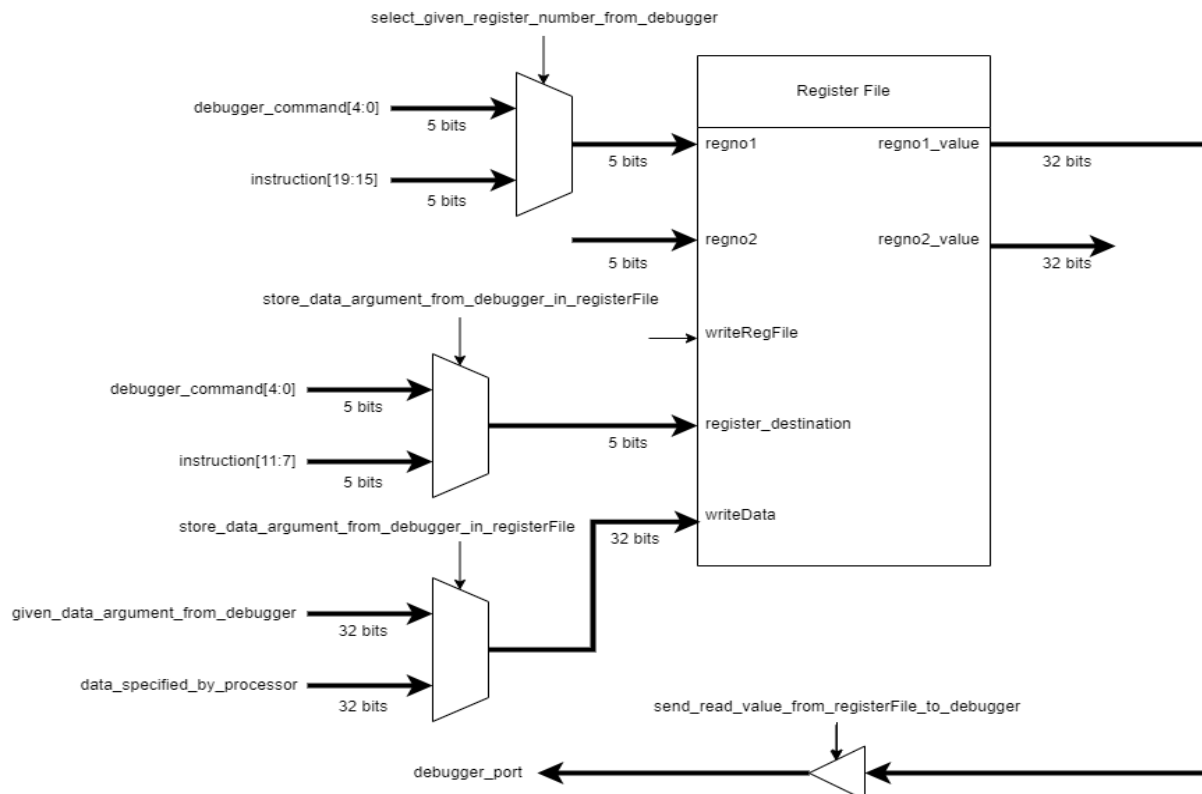 select_given_register_number_from_debugger
Register File
debugger_command[4:0]
5 bits
regno1
regno1_value
5 bits
32 bits
instruction[19:15]
5 bits
regno2
regno2_value
5 bits
32 bits
store_data_argument_from_debugger_in_registerFile
writeRegFile
debugger_command[4:0]
5 bits
register_destination
5 bits
instruction[11:7]
5 bits
store_data_argument_from_debugger_in_registerFile
writeData
32 bits
given_data_argument_from_debugger
32 bits
data_specified_by_processor
32 bits
send_read_value_from_registerFile_to_debugger
debugger_port